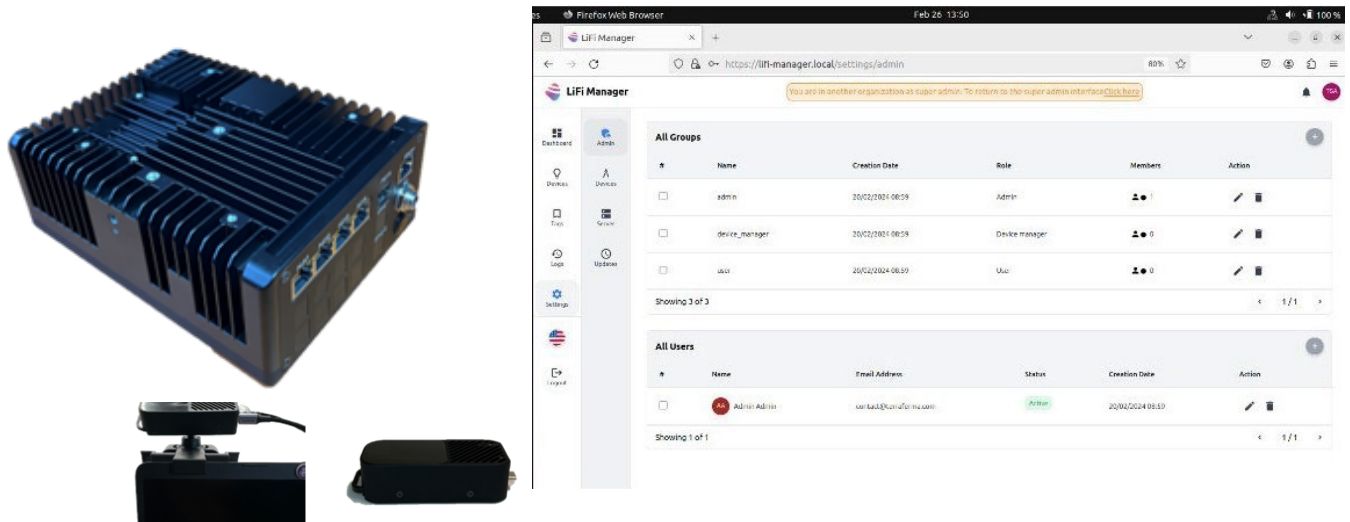 es Firefox Web Browser Feb 26 13:50 100 %
LiFi Manager
https://lifi-manager.local/settings/admin 80%
LiFi Manager You are in another organization as super admin. To return to the super admin interface Click here TSA
Dashboard Admin
Devices Devices
Tags Server
Logs Updates
Settings
Logout
All Groups
# Name Creation Date Role Members Action
admin 20/02/2024 08:59 Admin 1
device_manager 20/02/2024 08:59 Device manager 0
user 20/02/2024 08:59 User 0
Showing 3 of 3 1/1
All Users
# Name Email Address Status Creation Date Action
AA Admin Admin Active 20/02/2024 08:59
Showing 1 of 1 1/1